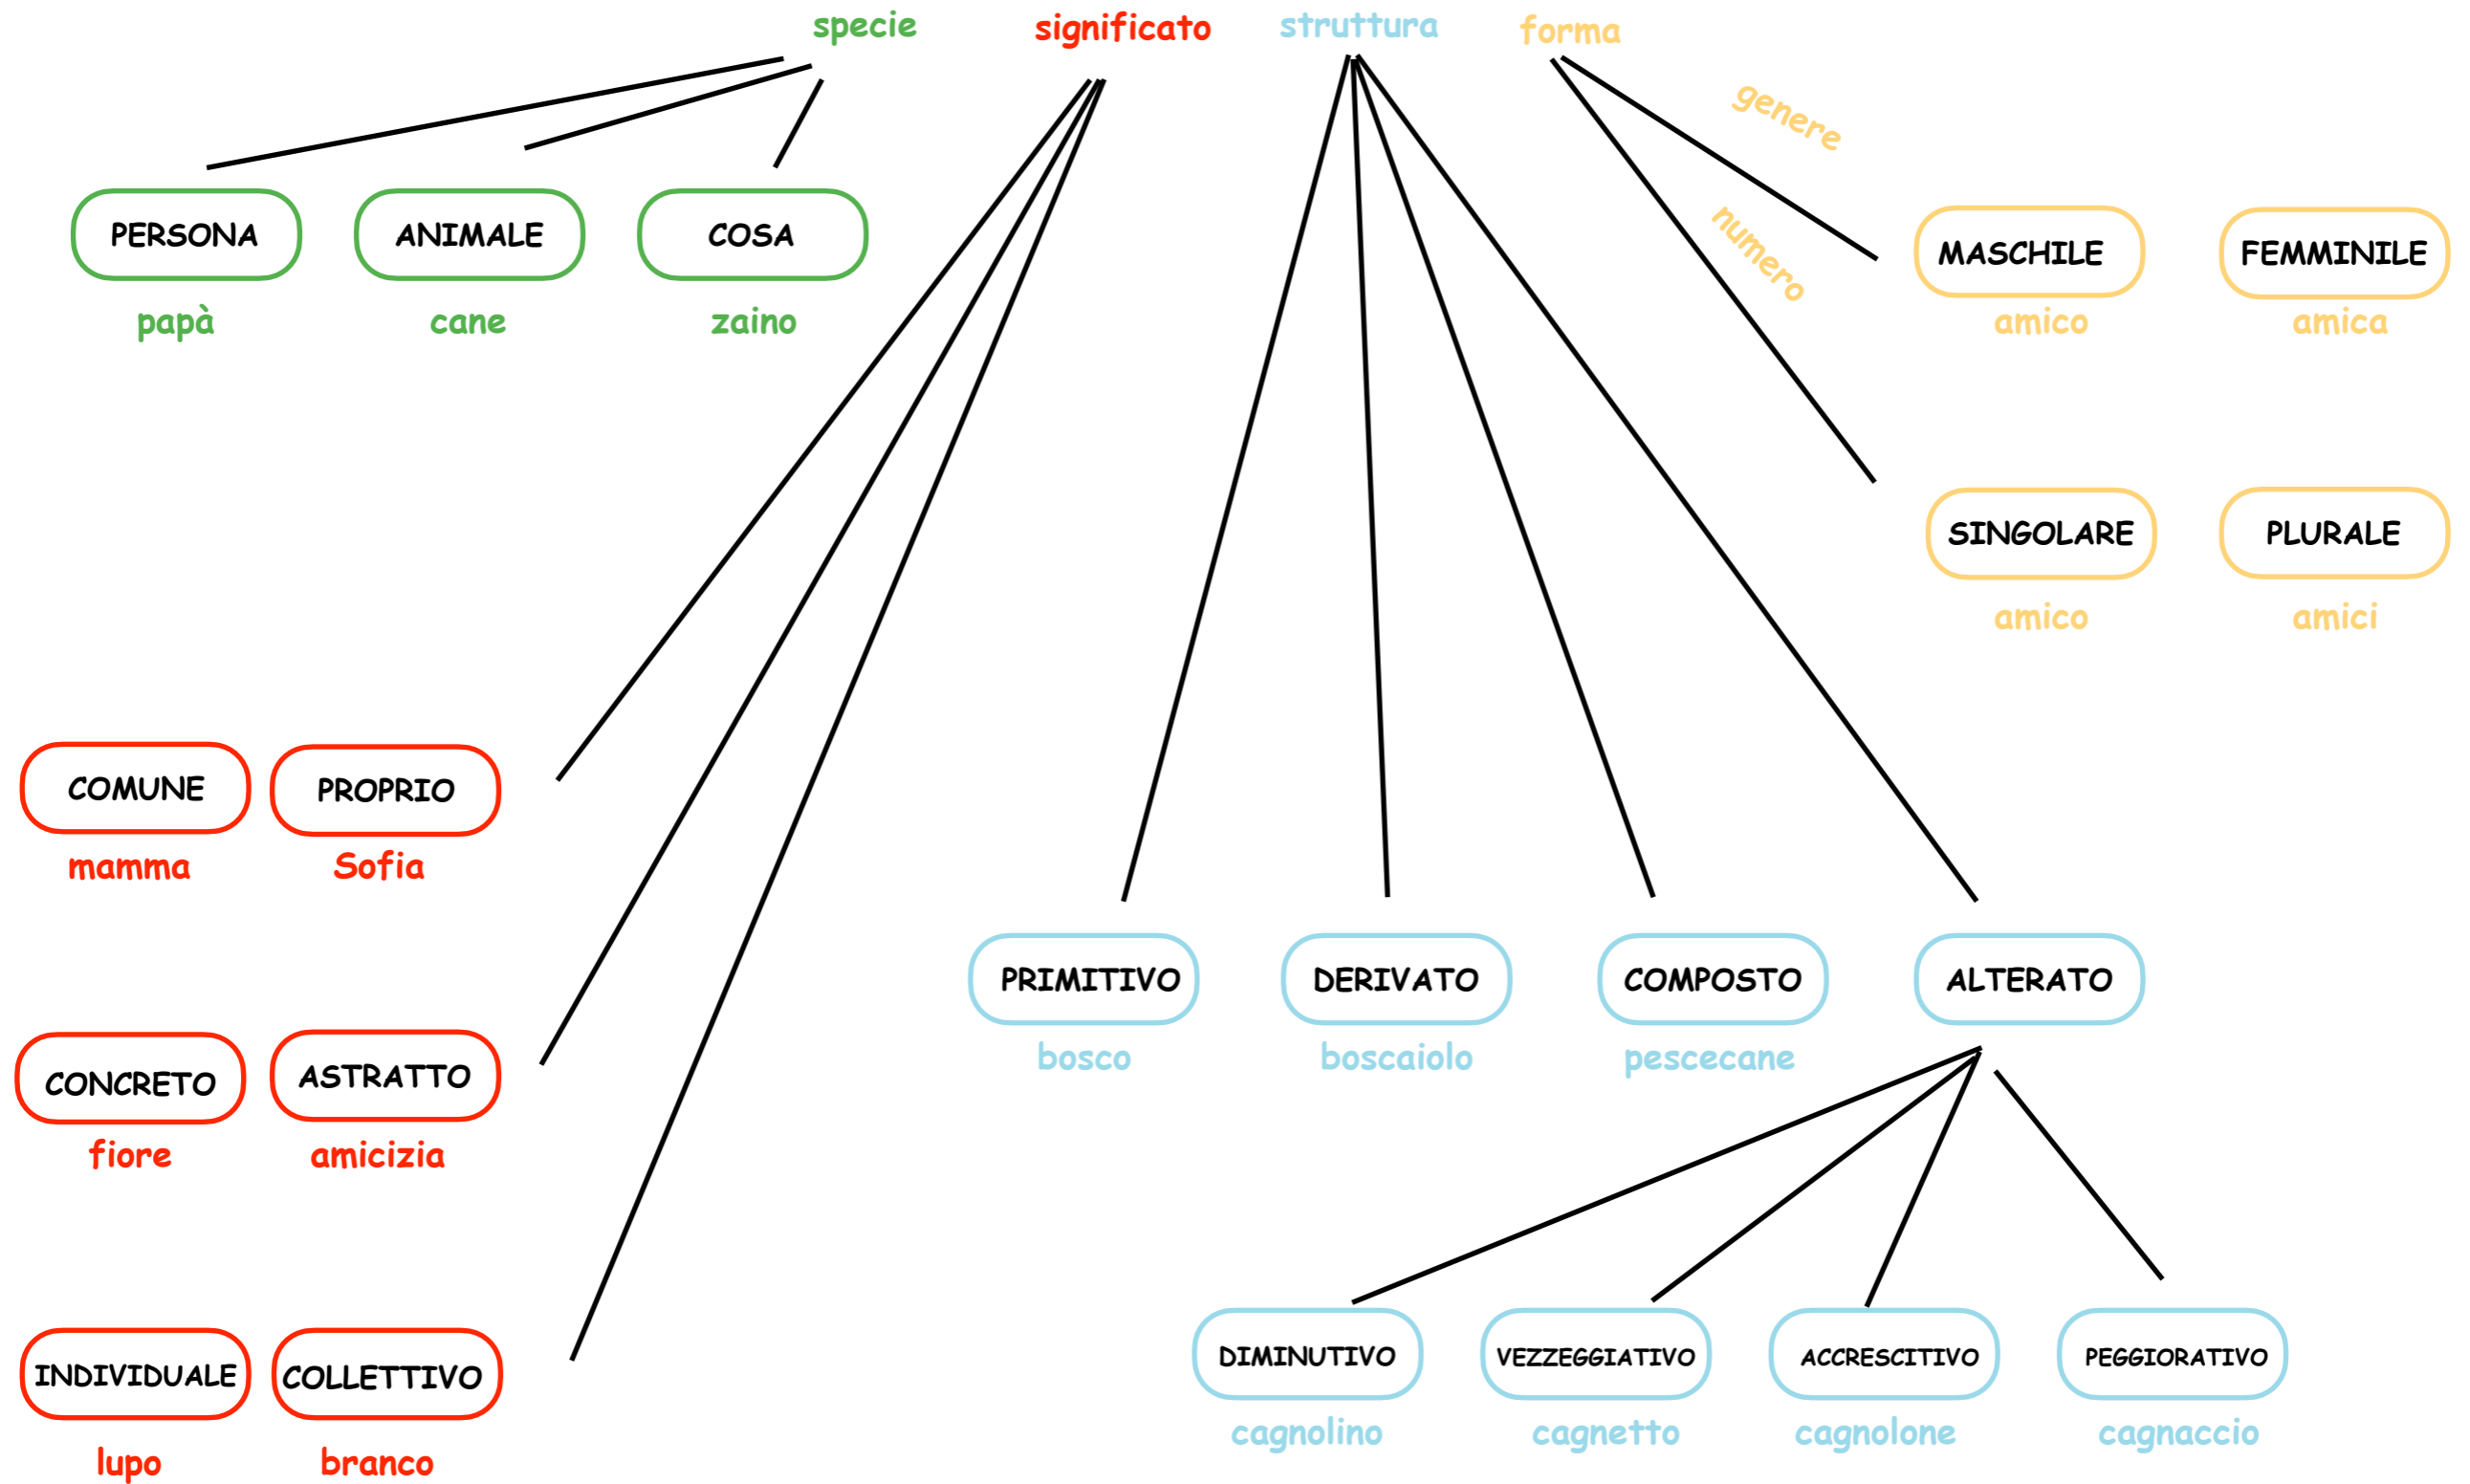 specie significato struttura forma
genere
numero
PERSONA ANIMALE COSA
papà cane zaino
MASCHILE FEMMINILE
amico amica
SINGOLARE PLURALE
amico amici
COMUNE PROPRIO
mamma Sofia
PRIMITIVO DERIVATO COMPOSTO ALTERATO
bosco boscaiolo pescecane
CONCRETO ASTRATTO
fiore amicizia
INDIVIDUALE COLLETTIVO
lupo branco
DIMINUTIVO VEZZEGGIATIVO ACCRESCITIVO PEGGIORATIVO
cagnolino cagnetto cagnolone cagnaccio